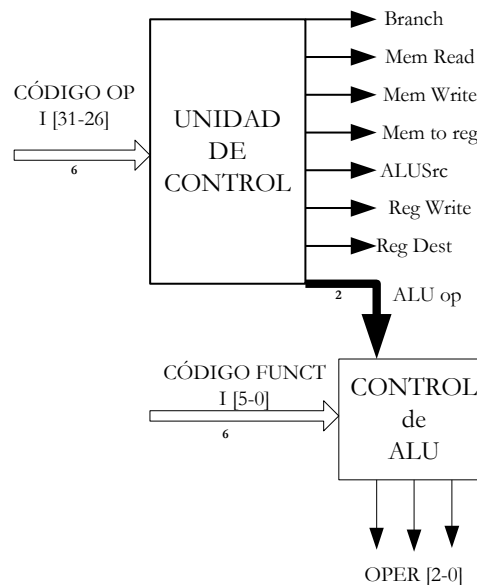 Branch
Mem Read
CÓDIGO OP
I [31-26]
6
UNIDAD
DE
CONTROL
Mem Write
Mem to reg
ALUSrc
Reg Write
Reg Dest
2
ALU op
CÓDIGO FUNCT
I [5-0]
6
CONTROL
de
ALU
OPER [2-0]